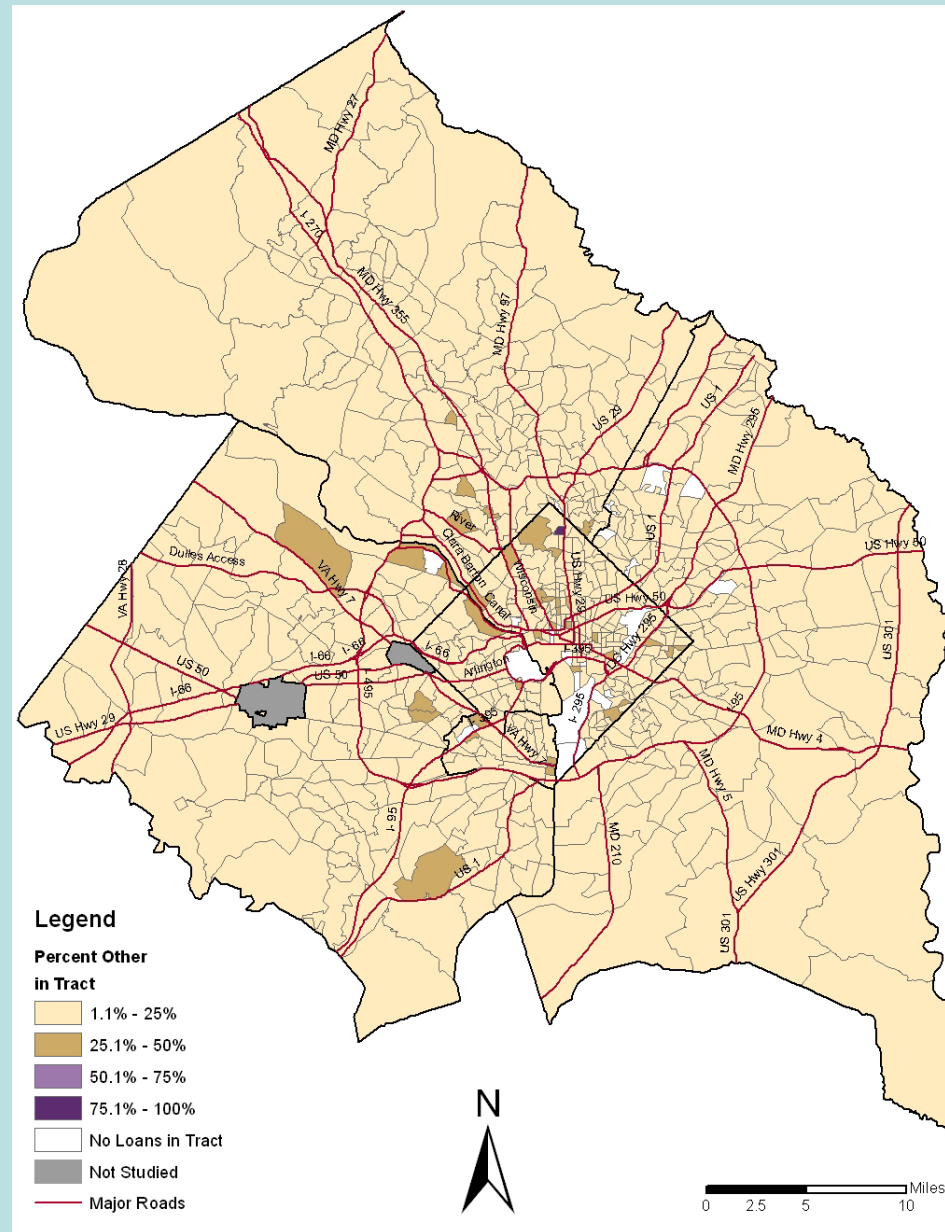 MD Hwy 27
I- 270
MD Hwy 355
MD Hwy 97
US 29
US 1
MD Hwy 295
River
Clara Barton
Canal
Wisconsin
US Hwy 29
US 1
US Hwy 50
US Hwy 50
VA Hwy 28
Dulles Access
VA Hwy 7
US Hwy 295
US 301
US 50
I-66
I-66
I-66
I- 66
US 50
Arlington
I-395
I- 495
I- 395
VA Hwy 7
I- 295
I-95
MD Hwy 4
US Hwy 29
MD Hwy 5
I- 95
US 1
MD 210
US Hwy 301
US 301
Legend
Percent Other
in Tract
1.1% - 25%
25.1% - 50%
50.1% - 75%
75.1% - 100%
No Loans in Tract
Not Studied
Major Roads
N
Miles
0 2.5 5 10